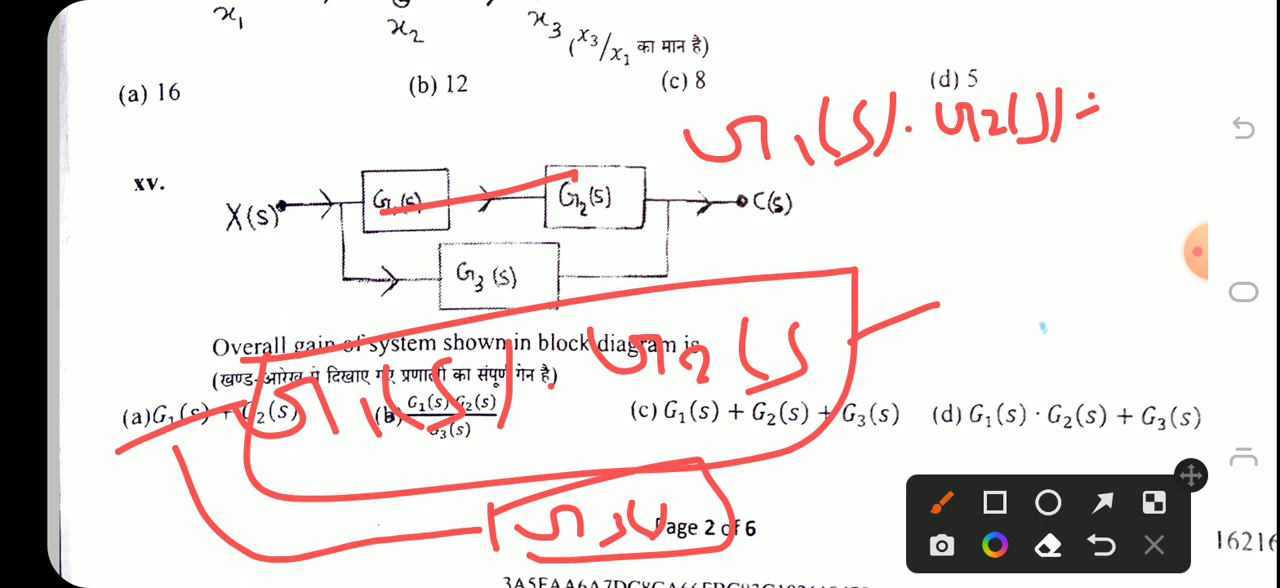 x1 x2 x3 (x3/x1 का मान है)
(a) 16 (b) 12 (c) 8 (d) 5
G1(s). G2(s) =
xv. X(s) G1(s) G2(s) C(s)
G3(s)
Overall gain of system shown in block diagram is
(खण्ड-आरेख में दिखाए गए प्रणाली का संपूर्ण गेन है)
G1(s). G2(s
(a)G1(s) + G2(s) (b) G1(s) G2(s) / G3(s) (c) G1(s) + G2(s) + G3(s) (d) G1(s) · G2(s) + G3(s)
G3
Page 2 of 6
16216